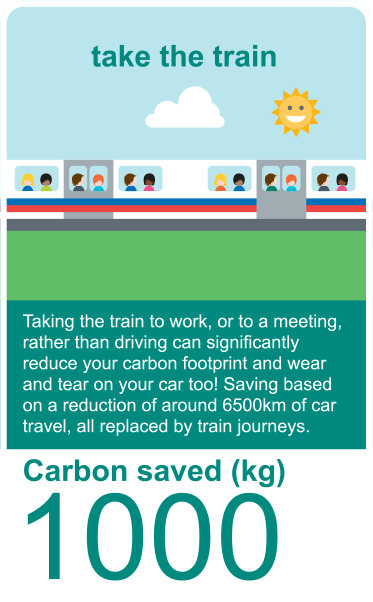 take the train
Taking the train to work, or to a meeting,
rather than driving can significantly
reduce your carbon footprint and wear
and tear on your car too! Saving based
on a reduction of around 6500km of car
travel, all replaced by train journeys.
Carbon saved (kg)
1000